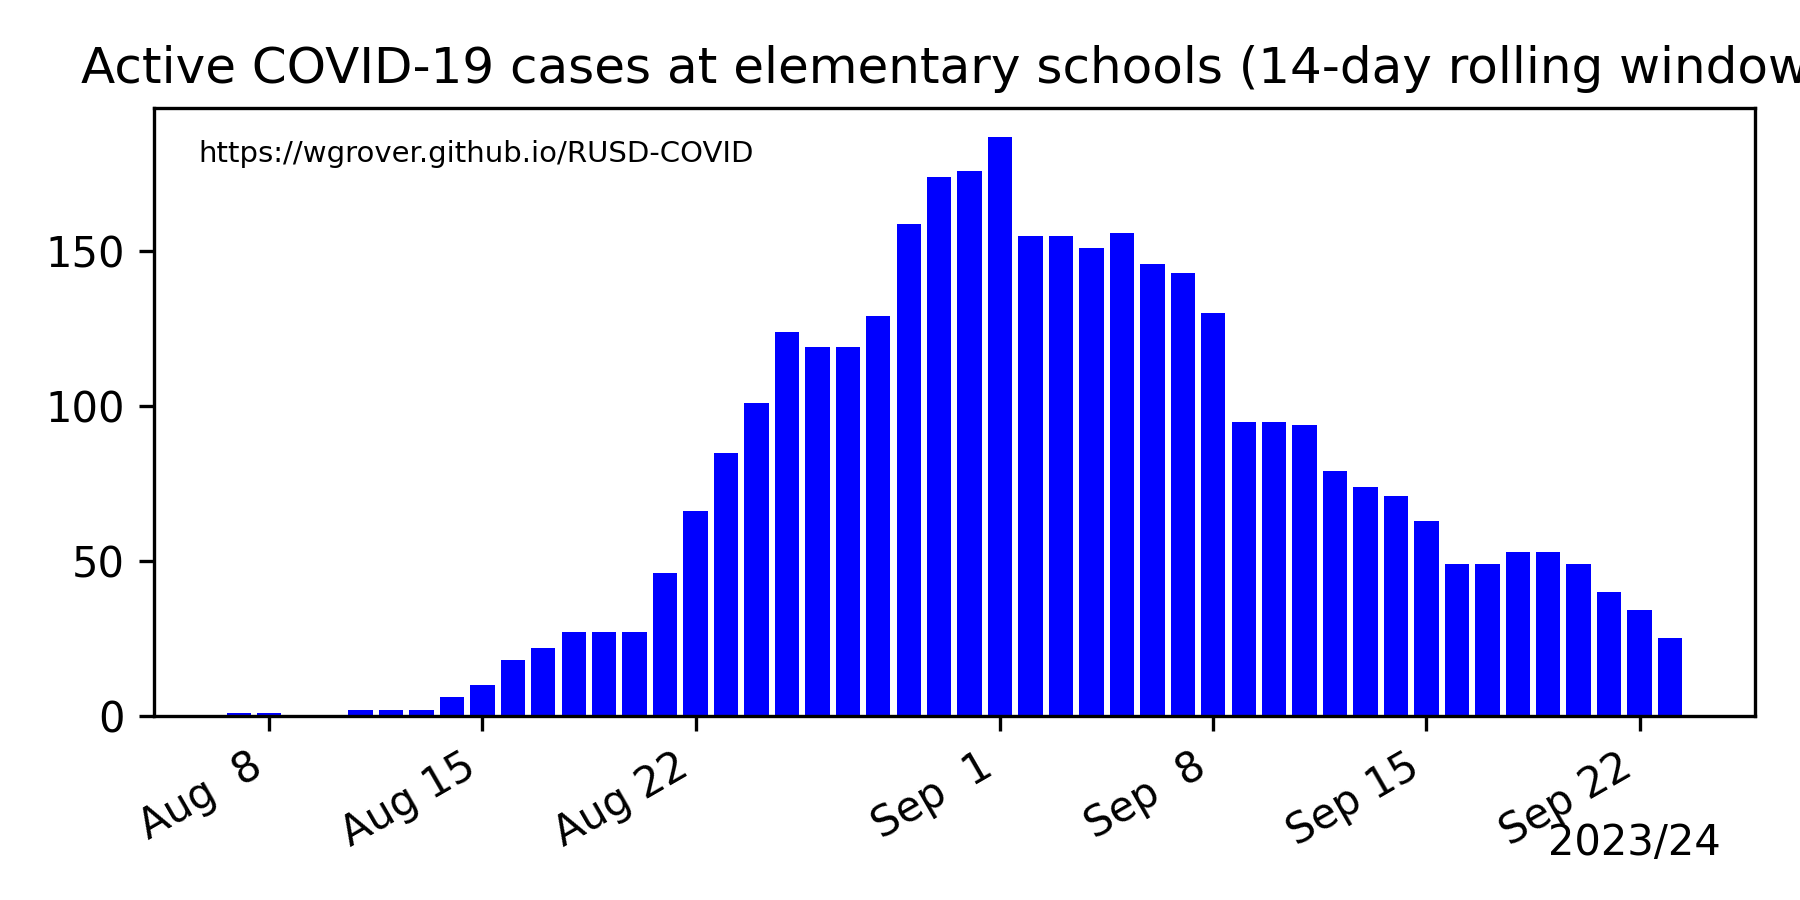 Active COVID-19 cases at elementary schools (14-day rolling window
https://wgrover.github.io/RUSD-COVID
150
100
50
0
Aug 8
Aug 15
Aug 22
Sep 1
Sep 8
Sep 15
Sep 22
2023/24